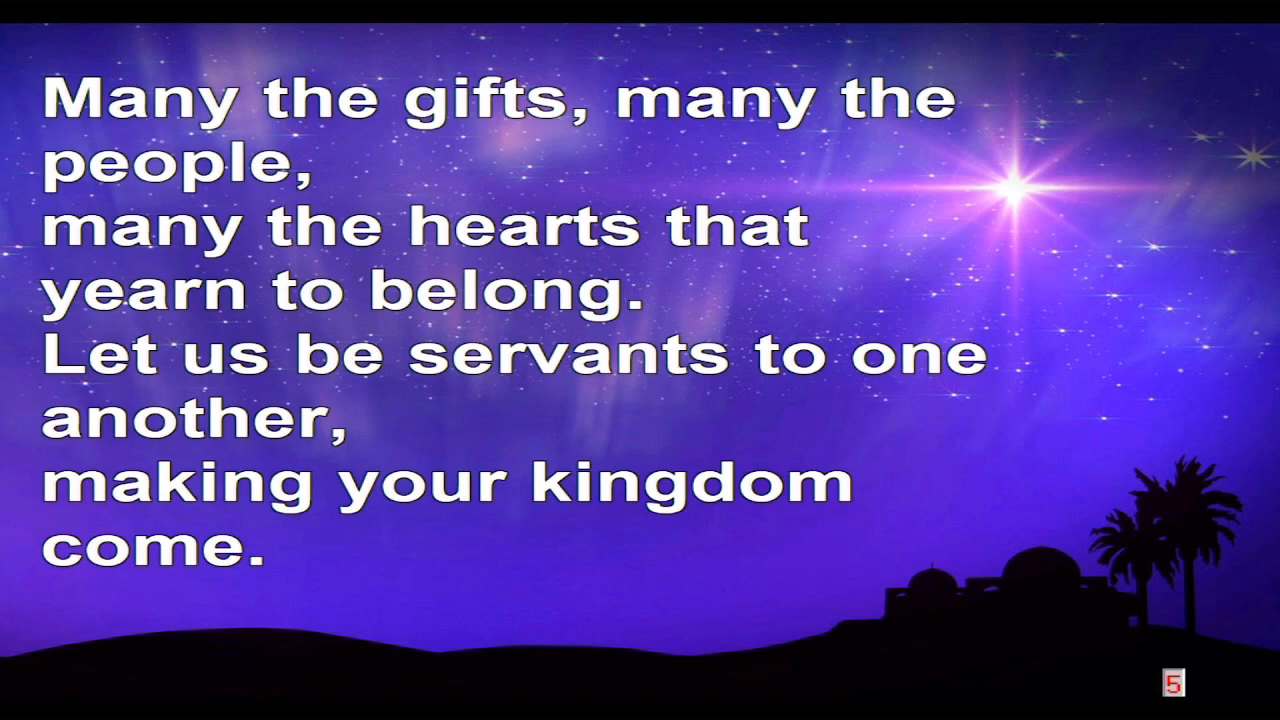 Many the gifts, many the
people,
many the hearts that
yearn to belong.
Let us be servants to one
another,
making your kingdom
come.
5